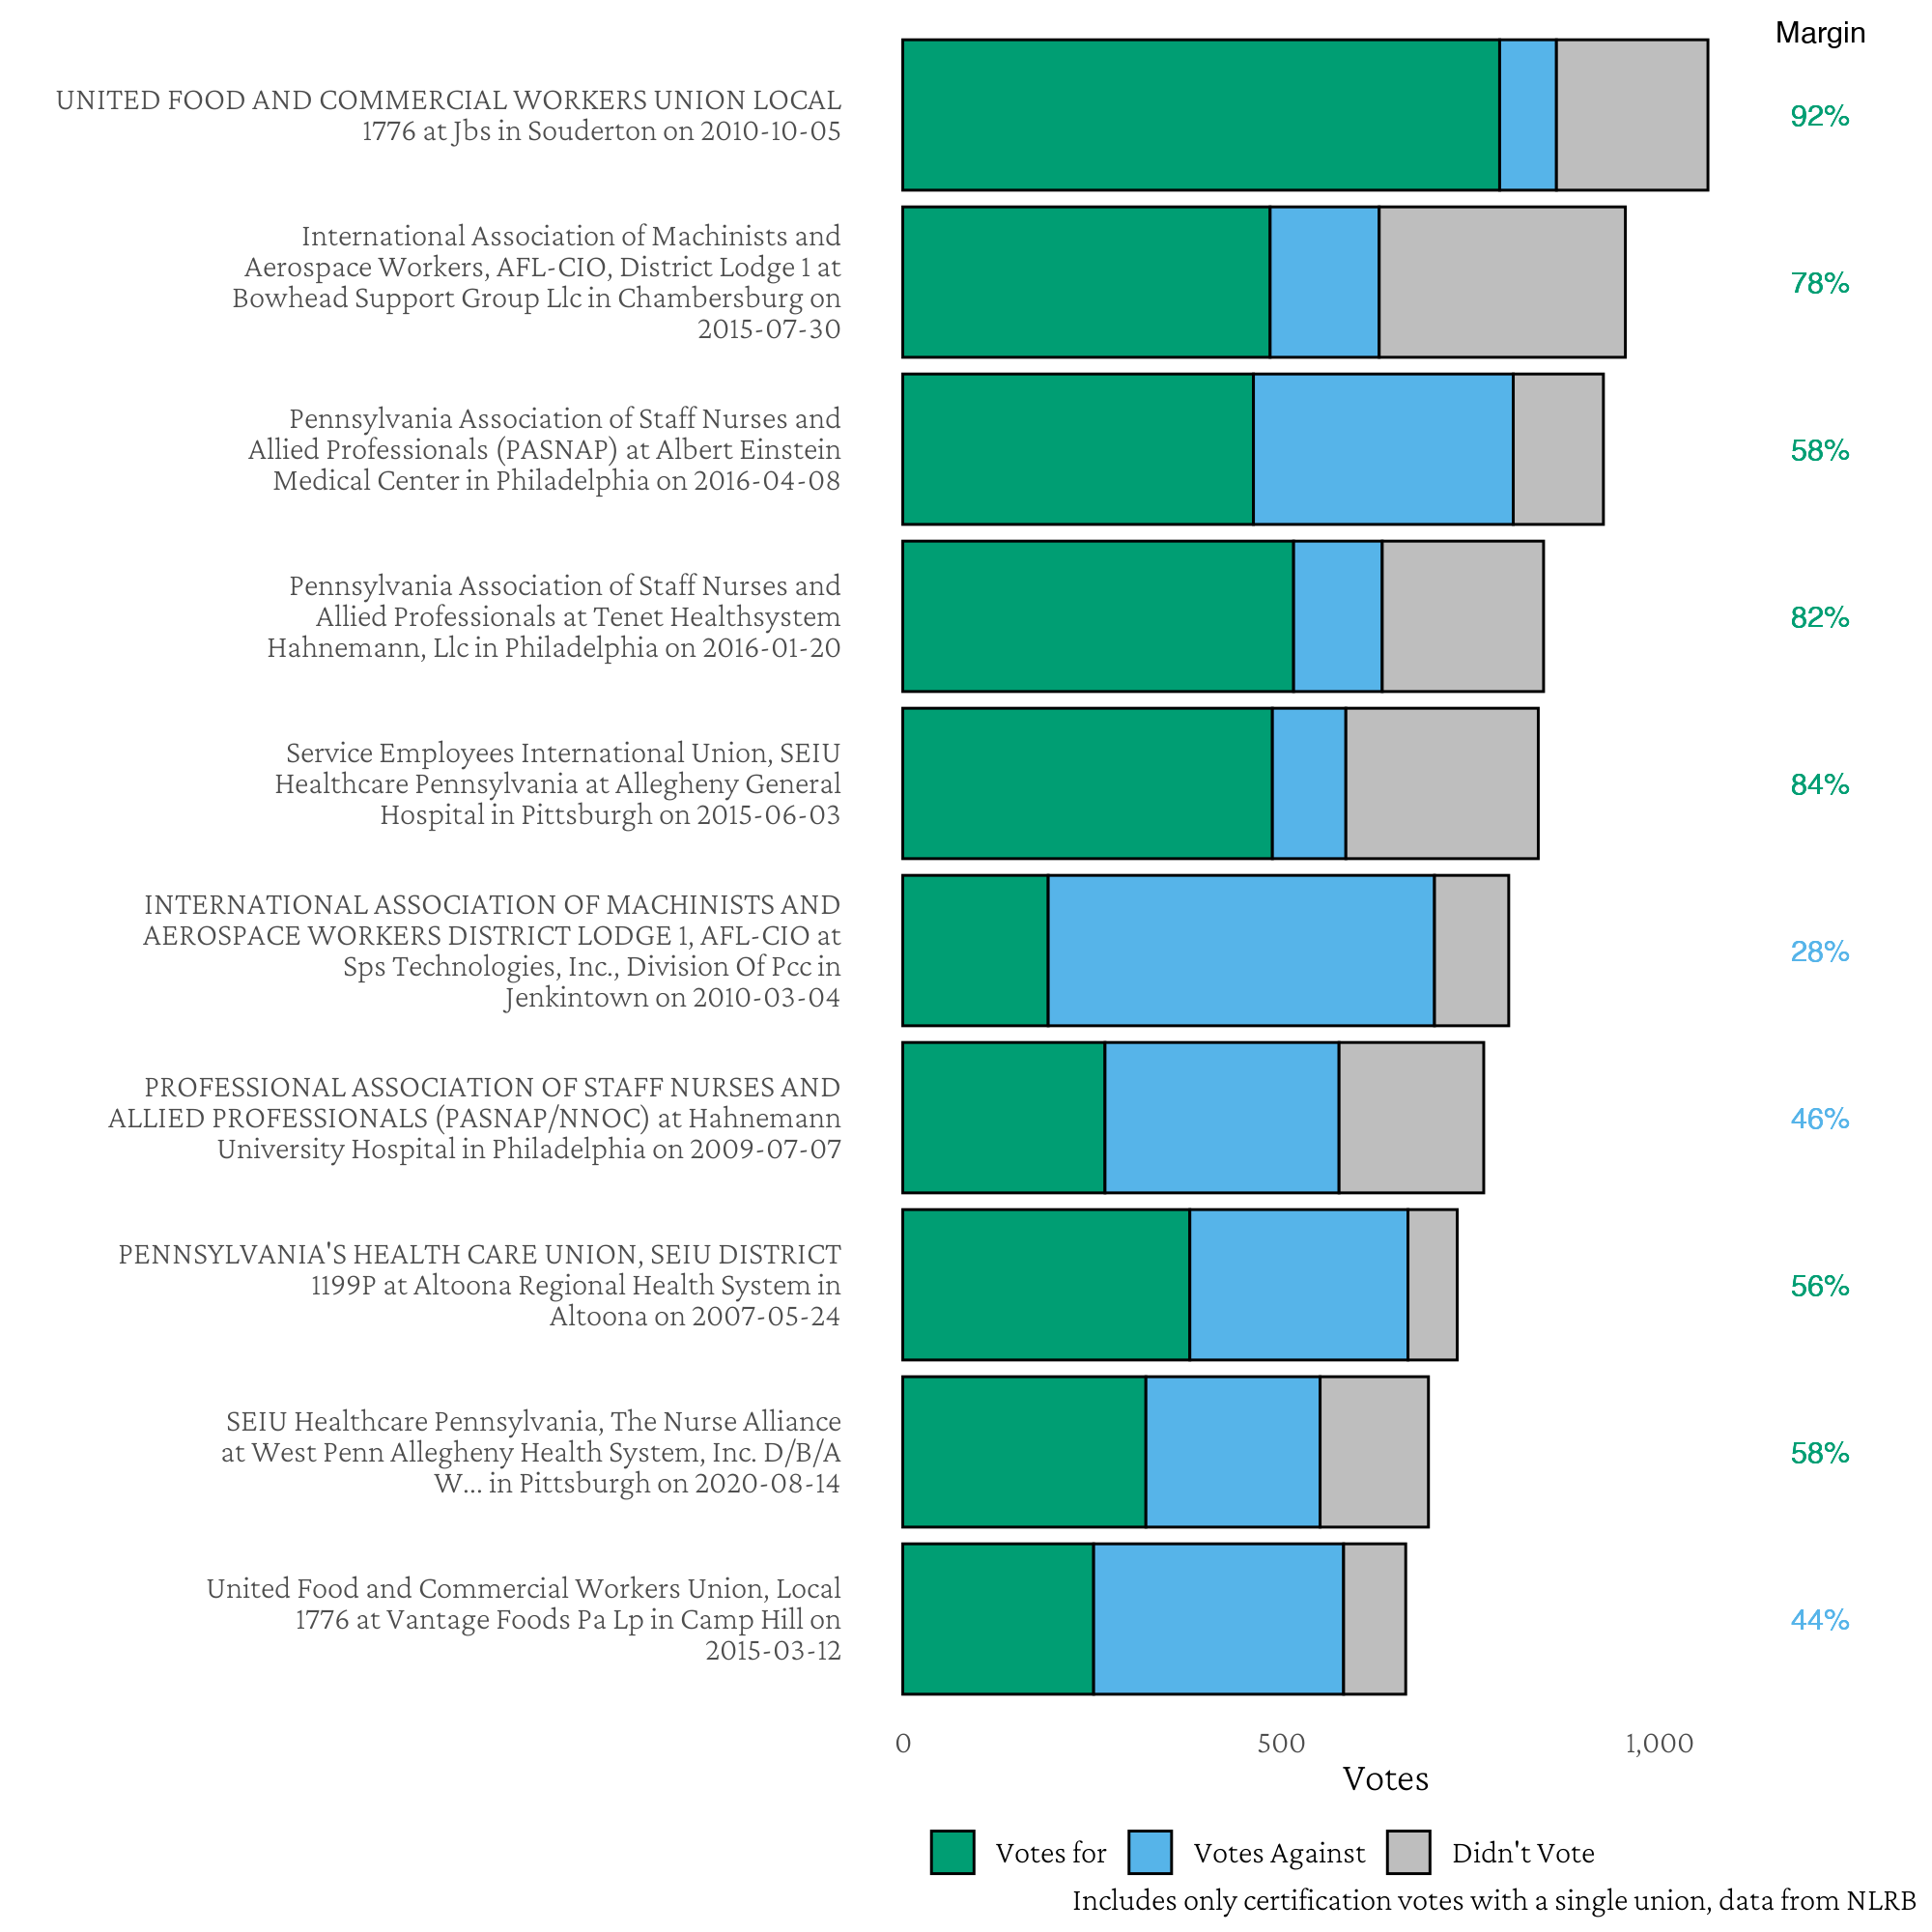 Margin
UNITED FOOD AND COMMERCIAL WORKERS UNION LOCAL
1776 at Jbs in Souderton on 2010-10-05
92%
International Association of Machinists and
Aerospace Workers, AFL-CIO, District Lodge 1 at
Bowhead Support Group Llc in Chambersburg on
2015-07-30
78%
Pennsylvania Association of Staff Nurses and
Allied Professionals (PASNAP) at Albert Einstein
Medical Center in Philadelphia on 2016-04-08
58%
Pennsylvania Association of Staff Nurses and
Allied Professionals at Tenet Healthsystem
Hahnemann, Llc in Philadelphia on 2016-01-20
82%
Service Employees International Union, SEIU
Healthcare Pennsylvania at Allegheny General
Hospital in Pittsburgh on 2015-06-03
84%
INTERNATIONAL ASSOCIATION OF MACHINISTS AND
AEROSPACE WORKERS DISTRICT LODGE 1, AFL-CIO at
Sps Technologies, Inc., Division Of Pcc in
Jenkintown on 2010-03-04
28%
PROFESSIONAL ASSOCIATION OF STAFF NURSES AND
ALLIED PROFESSIONALS (PASNAP/NNOC) at Hahnemann
University Hospital in Philadelphia on 2009-07-07
46%
PENNSYLVANIA'S HEALTH CARE UNION, SEIU DISTRICT
1199P at Altoona Regional Health System in
Altoona on 2007-05-24
56%
SEIU Healthcare Pennsylvania, The Nurse Alliance
at West Penn Allegheny Health System, Inc. D/B/A
W... in Pittsburgh on 2020-08-14
58%
United Food and Commercial Workers Union, Local
1776 at Vantage Foods Pa Lp in Camp Hill on
2015-03-12
44%
0 500 1,000
Votes
Votes for Votes Against Didn't Vote
Includes only certification votes with a single union, data from NLRB